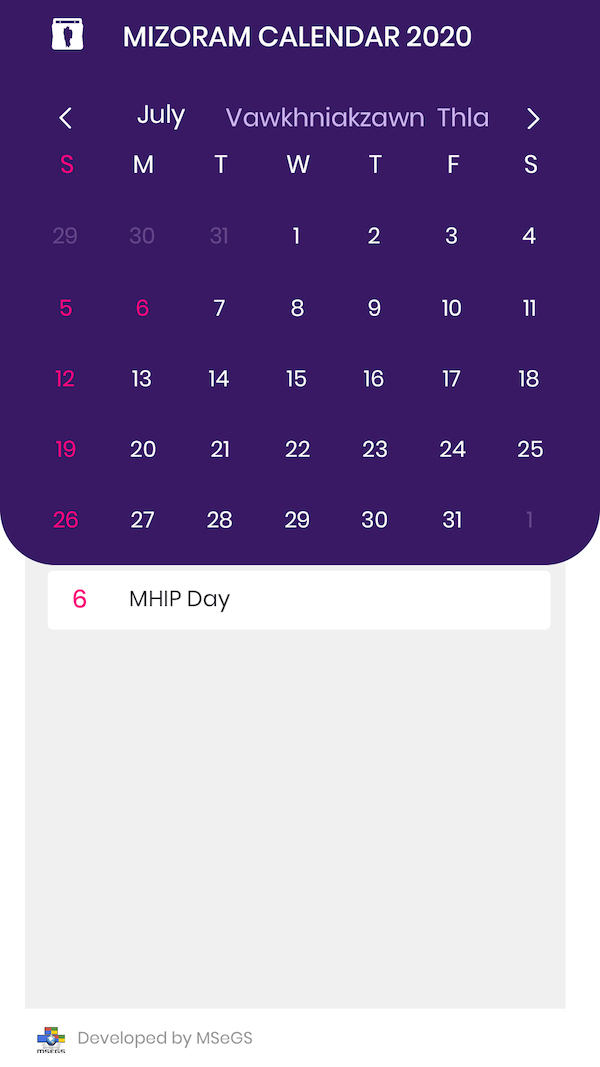 MIZORAM CALENDAR 2020
July Vawkhniakzawn Thla
S M T W T F S
29 30 31 1 2 3 4
5 6 7 8 9 10 11
12 13 14 15 16 17 18
19 20 21 22 23 24 25
26 27 28 29 30 31 1
6 MHIP Day
MSeGS
Developed by MSeGS